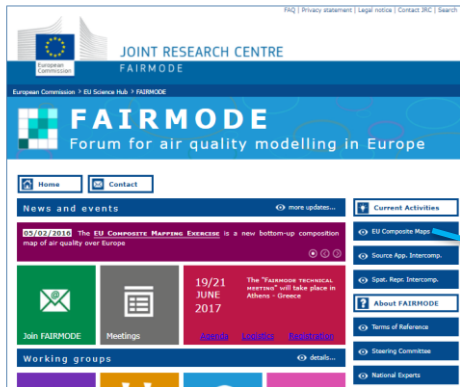 FAQ | Privacy statement | Legal notice | Contact JRC | Search
European
Commission
JOINT RESEARCH CENTRE
FAIRMODE
European Commission > EU Science Hub > FAIRMODE
FAIRMODE
Forum for air quality modelling in Europe
Home
Contact
News and events
more updates...
05/02/2016 The EU COMPOSITE MAPPING EXERCISE is a new bottom-up composition
map of air quality over Europe
Join FAIRMODE
Meetings
19/21
JUNE
2017
The "FAIRMODE TECHNICAL
MEETING" will take place in
Athens - Greece
Agenda Logistics Registration
Working groups
details...
Current Activities
EU Composite Maps
Source App. Intercomp.
Spat. Repr. Intercomp.
About FAIRMODE
Terms of Reference
Steering Committee
National Experts